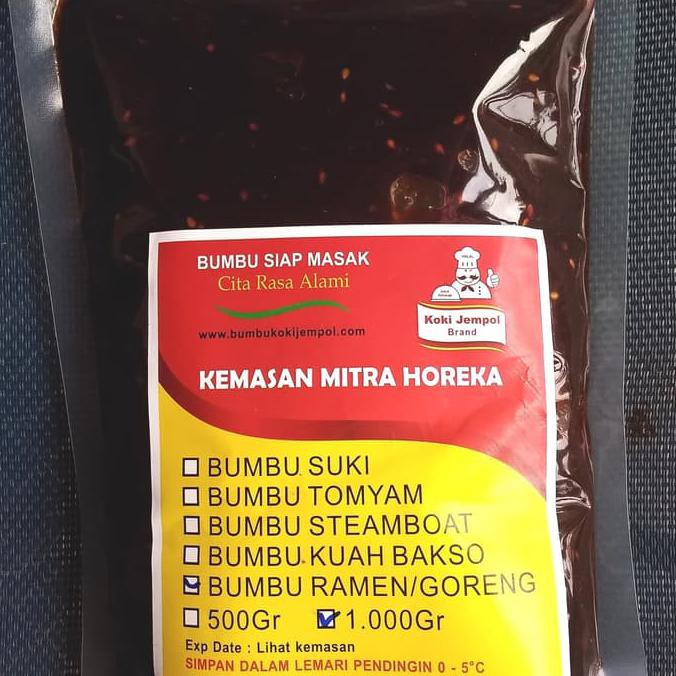 BUMBU SIAP MASAK
Cita Rasa Alami
www.bumbukokijempol.com
Koki Jempol
Brand
KEMASAN MITRA HOREKA
BUMBU SUKI
BUMBU TOMYAM
BUMBU STEAMBOAT
BUMBU KUAH BAKSO
BUMBU RAMEN/GORENG
500Gr 1.000Gr
Exp Date : Lihat kemasan
SIMPAN DALAM LEMARI PENDINGIN 0 - 5°C